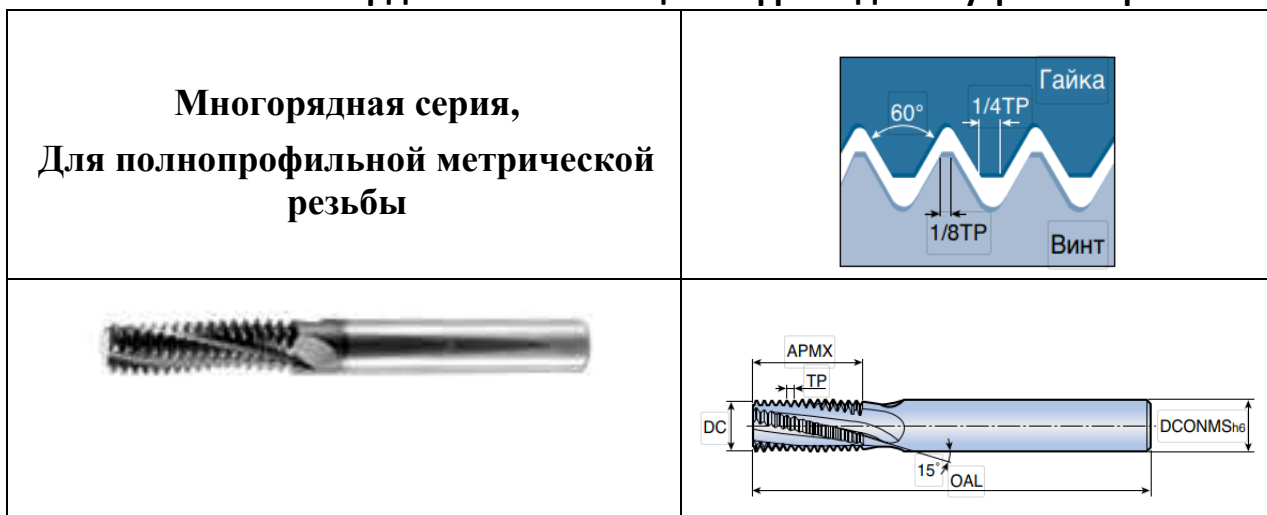 Многорядная серия,
Для полнопрофильной метрической
резьбы
Гайка
60°
1/4TP
1/8TP
Винт
APMX
TP
DC
DCONMSh6
15°
OAL